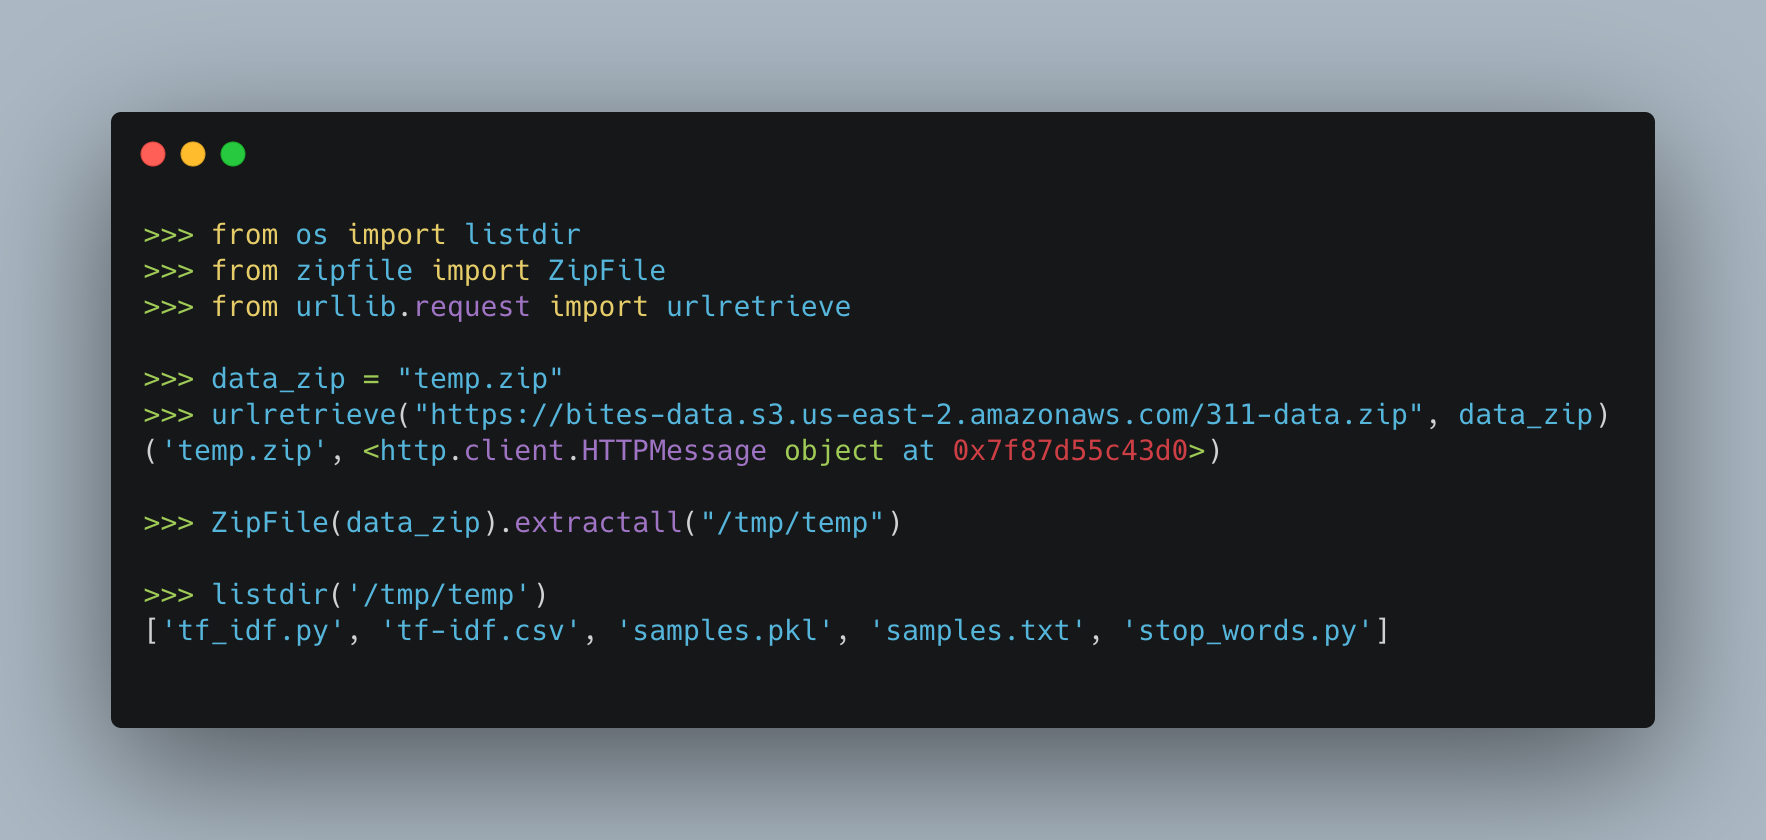 >>> from os import listdir
>>> from zipfile import ZipFile
>>> from urllib.request import urlretrieve
>>> data_zip = "temp.zip"
>>> urlretrieve("https://bites-data.s3.us-east-2.amazonaws.com/311-data.zip", data_zip)
('temp.zip', <http.client.HTTPMessage object at 0x7f87d55c43d0>)
>>> ZipFile(data_zip).extractall("/tmp/temp")
>>> listdir('/tmp/temp')
['tf_idf.py', 'tf-idf.csv', 'samples.pkl', 'samples.txt', 'stop_words.py']